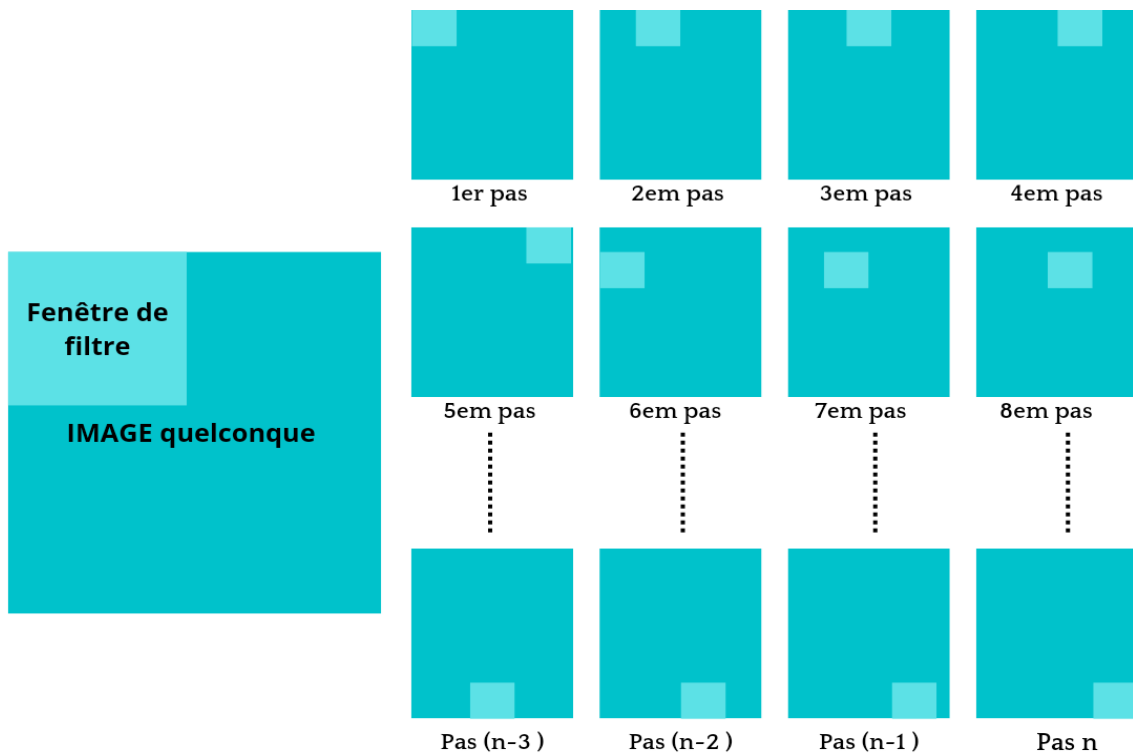 1er pas
2em pas
3em pas
4em pas
Fenêtre de
filtre
IMAGE quelconque
5em pas
6em pas
7em pas
8em pas
Pas (n-3 )
Pas (n-2 )
Pas (n-1 )
Pas n